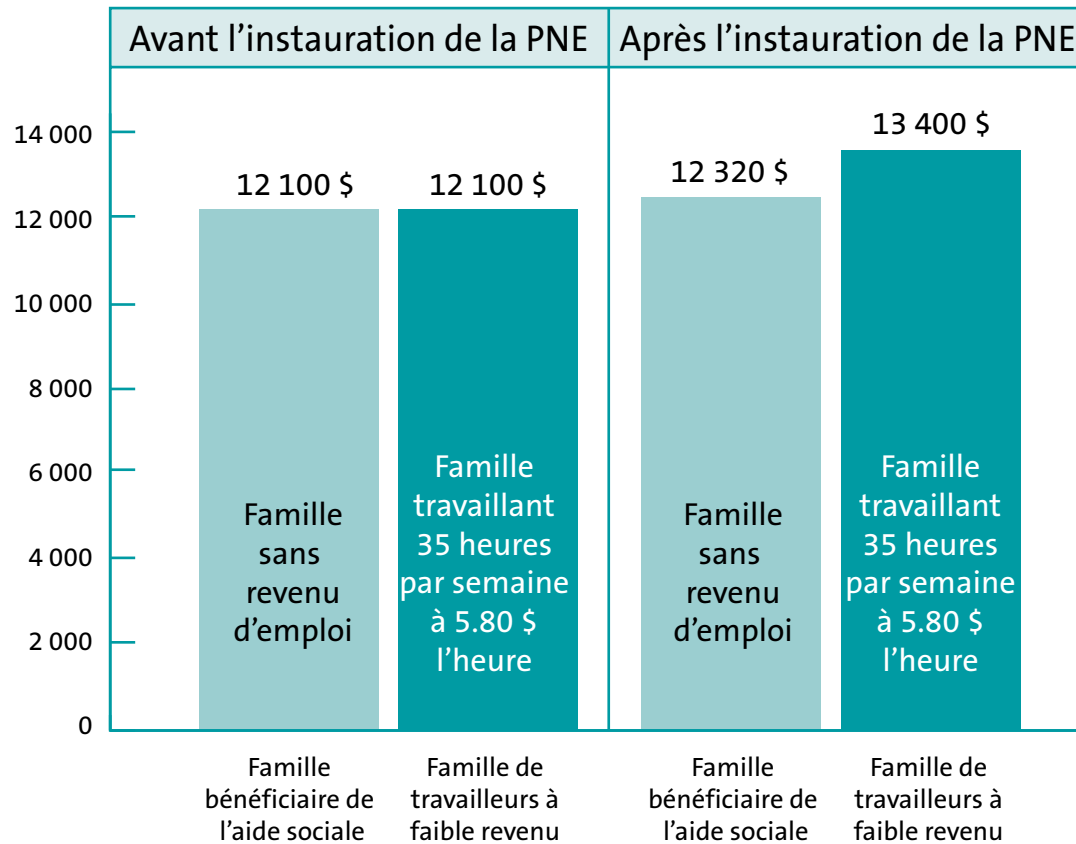 Avant l'instauration de la PNE
Après l'instauration de la PNE
14 000
12 000
10 000
8 000
6 000
4 000
2 000
0
12 100 $
12 100 $
12 320 $
13 400 $
Famille
sans
revenu
d'emploi
Famille
travaillant
35 heures
par semaine
à 5.80 $
l'heure
Famille
sans
revenu
d'emploi
Famille
travaillant
35 heures
par semaine
à 5.80 $
l'heure
Famille
bénéficiaire de
l'aide sociale
Famille de
travailleurs à
faible revenu
Famille
bénéficiaire de
l'aide sociale
Famille de
travailleurs à
faible revenu